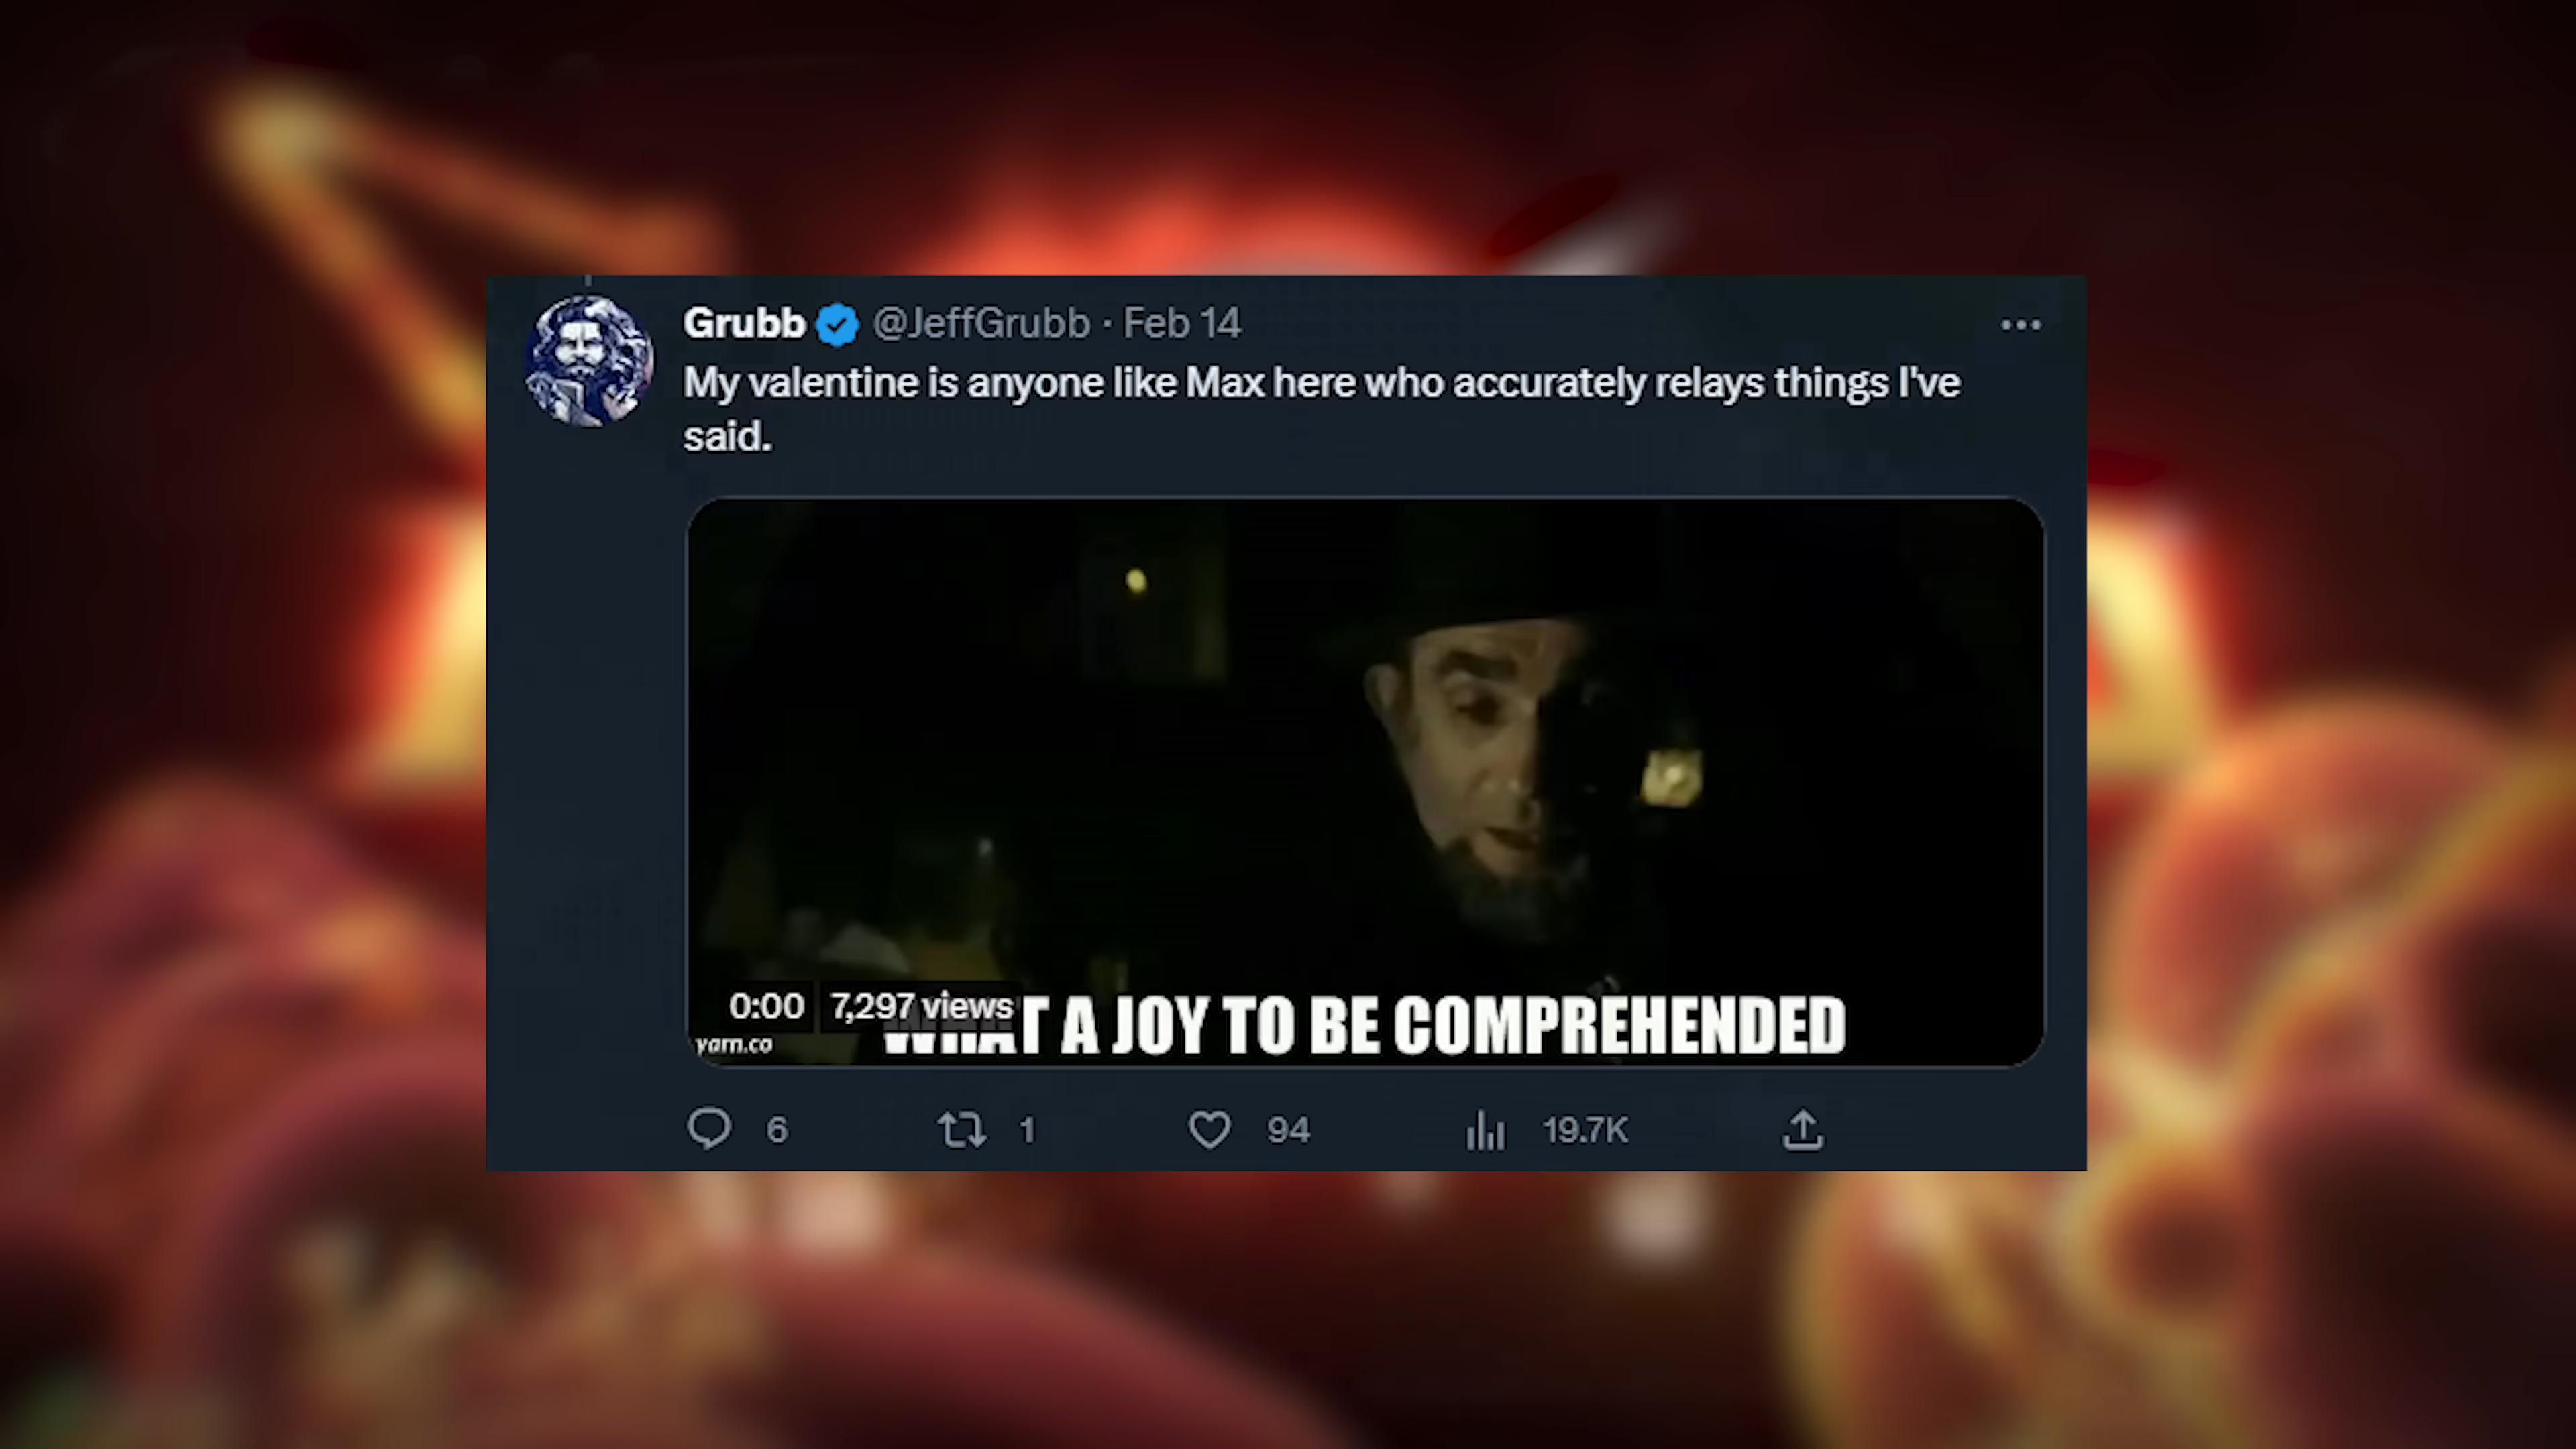 Grubb @JeffGrubb · Feb 14
My valentine is anyone like Max here who accurately relays things I've
said.
0:00 7,297 views
WHAT A JOY TO BE COMPREHENDED
yarn.co
6 1 94 19.7K